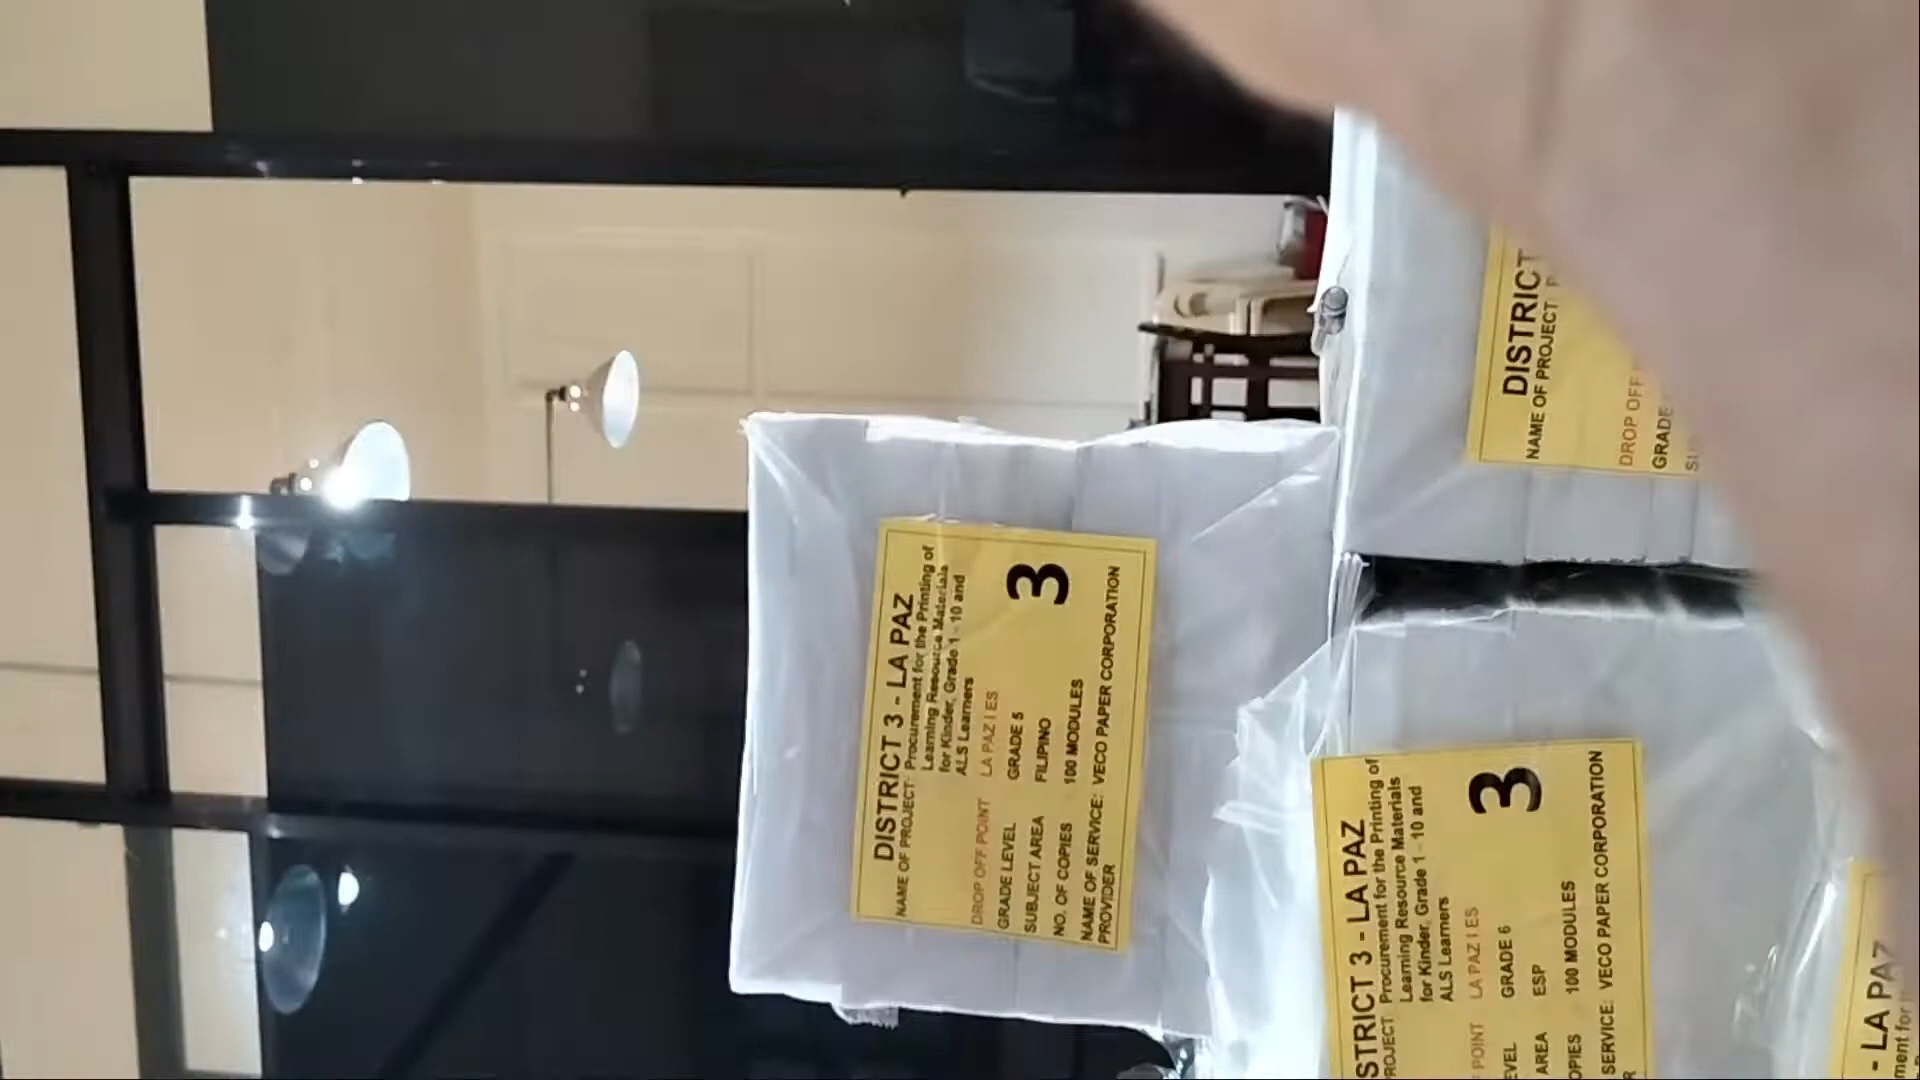 DISTRICT 3 - LA PAZ
NAME OF PROJECT: Procurement for the Printing of
Learning Resource Materials
for Kinder, Grade 1 - 10 and
ALS Learners
3
DROP OFF POINT LA PAZ I ES
GRADE LEVEL GRADE 5
SUBJECT AREA FILIPINO
NO. OF COPIES 100 MODULES
NAME OF SERVICE: VECO PAPER CORPORATION
PROVIDER
DISTRICT
NAME OF PROJECT
DROP OFF
GRADE
STRICT 3 - LA PAZ
PROJECT Procurement for the Printing of
Learning Resource Materials
for Kinder, Grade 1 - 10 and
ALS Learners
3
POINT LA PAZ I ES
EVEL GRADE 6
AREA ESP
OPIES 100 MODULES
SERVICE: VECO PAPER CORPORATION
R
- LA PAZ
ment for